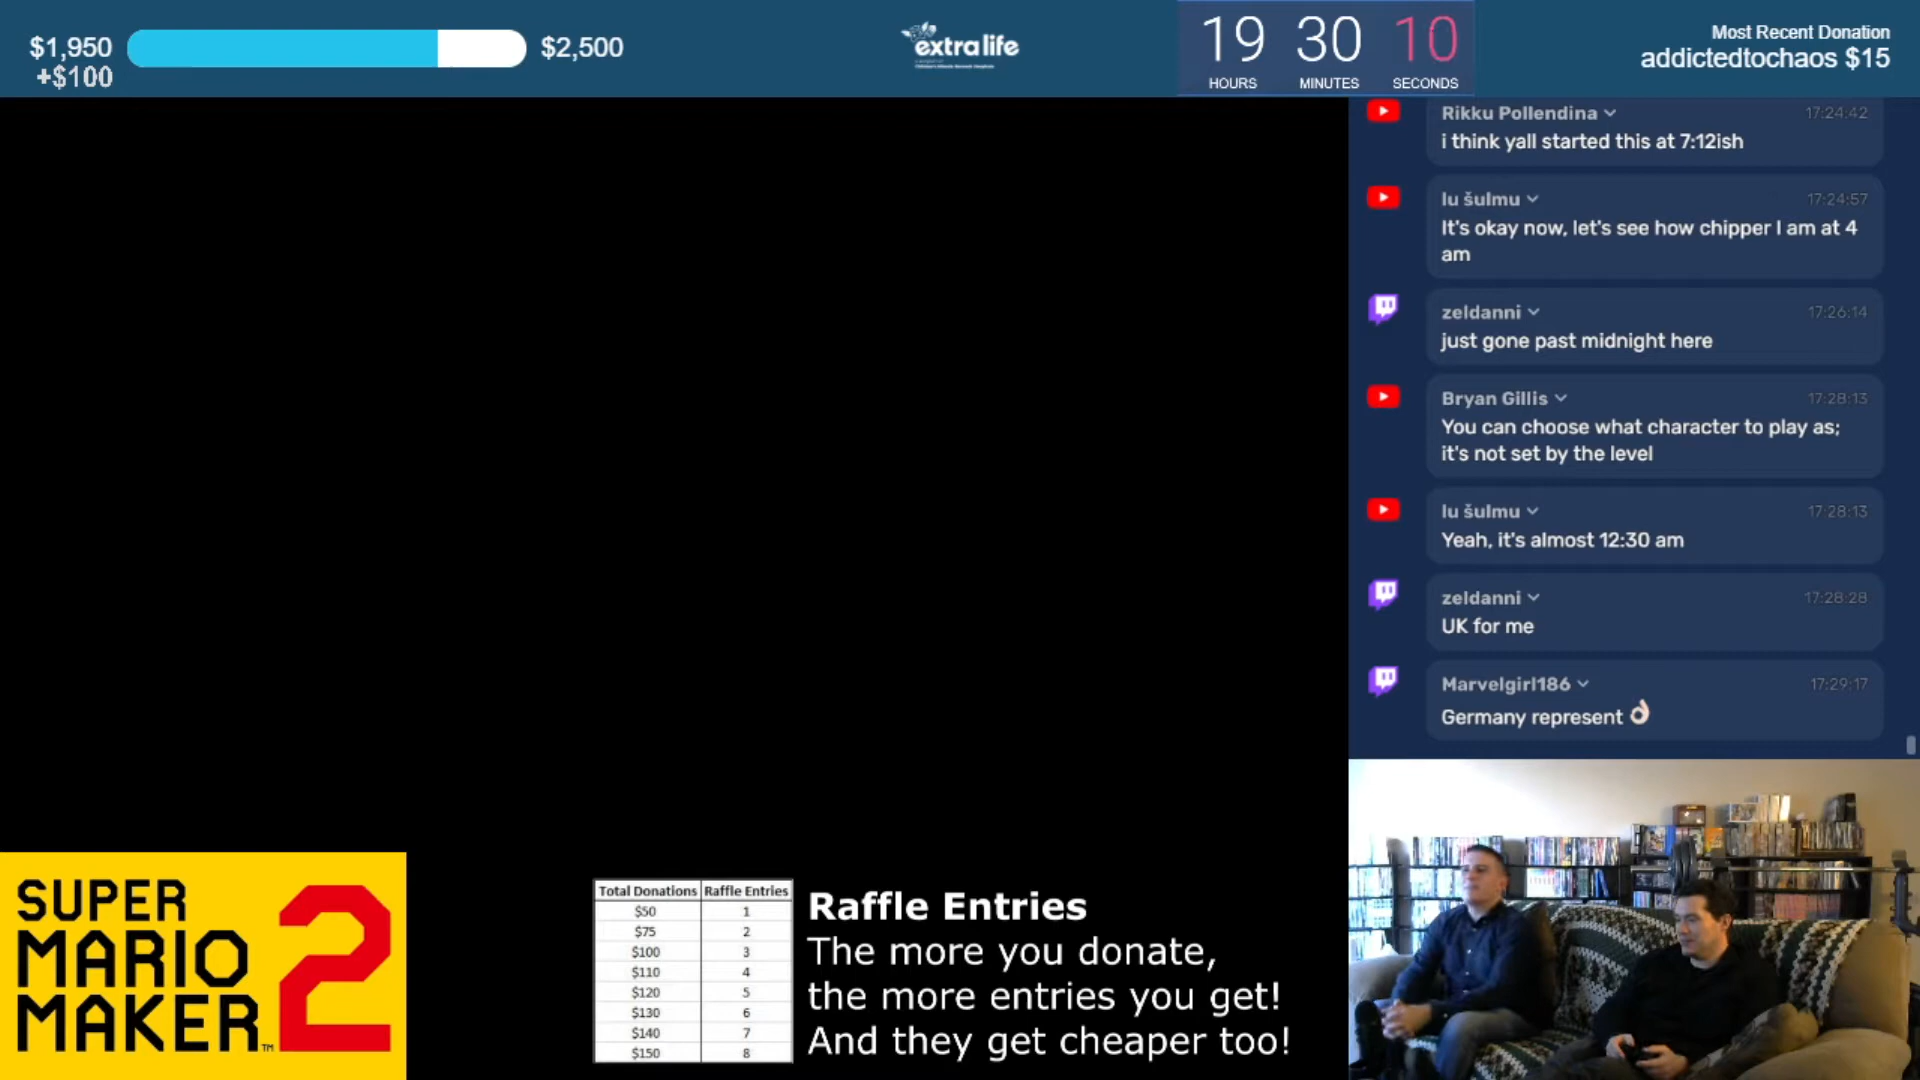 $1,950
+$100
$2,500
extralife
19 30 10
HOURS MINUTES SECONDS
Most Recent Donation
addictedtochaos $15
Rikku Pollendina 17:24:42
i think yall started this at 7:12ish
lu šulmu 17:24:57
It's okay now, let's see how chipper I am at 4
am
zeldanni 17:26:14
just gone past midnight here
Bryan Gillis 17:28:13
You can choose what character to play as;
it's not set by the level
lu šulmu 17:28:13
Yeah, it's almost 12:30 am
zeldanni 17:28:28
UK for me
Marvelgirl186 17:29:17
Germany represent 👌🏻
SUPER
MARIO
MAKER™ 2
Total Donations Raffle Entries
$50 1
$75 2
$100 3
$110 4
$120 5
$130 6
$140 7
$150 8
Raffle Entries
The more you donate,
the more entries you get!
And they get cheaper too!